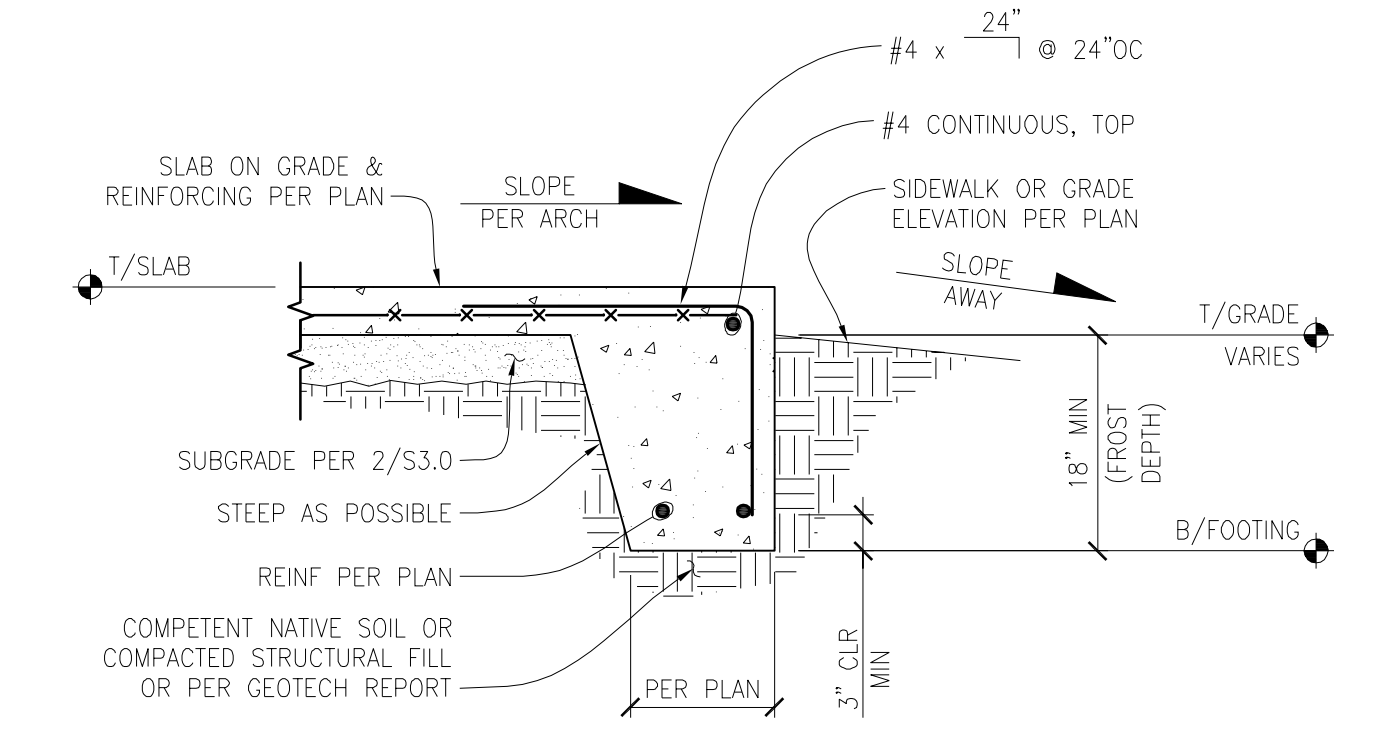 24”
#4 x @ 24”OC
#4 CONTINUOUS, TOP
SLAB ON GRADE &
REINFORCING PER PLAN
SLOPE
PER ARCH
SIDEWALK OR GRADE
ELEVATION PER PLAN
T/SLAB
SLOPE
AWAY
T/GRADE
VARIES
18” MIN
(FROST
DEPTH)
SUBGRADE PER 2/S3.0
STEEP AS POSSIBLE
B/FOOTING
REINF PER PLAN
COMPETENT NATIVE SOIL OR
COMPACTED STRUCTURAL FILL
OR PER GEOTECH REPORT
PER PLAN
3” CLR
MIN